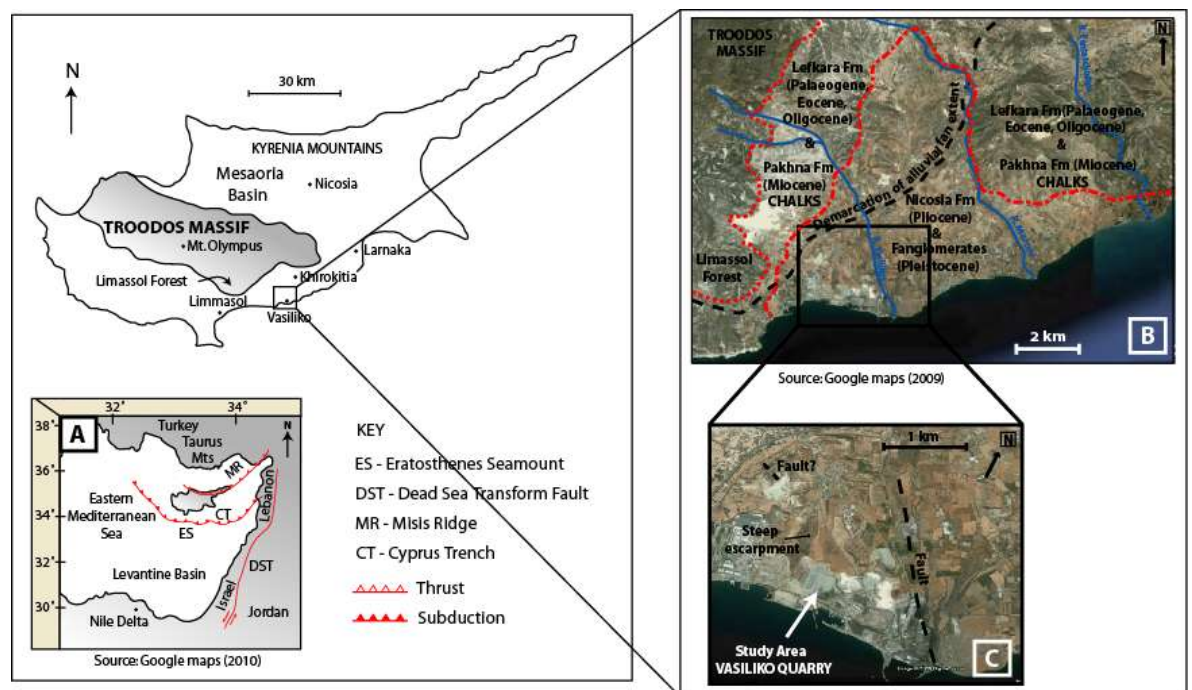 N
30 km
KYRENIA MOUNTAINS
Mesaoria
Basin
Nicosia
TROODOS MASSIF
Mt. Olympus
Larnaka
Limassol Forest
Khirokitia
Limmasol
Vasiliko
A
32'
34'
N
38'
36'
34'
32'
30'
Turkey
Taurus
Mts
MR
Eastern
Mediterranean
Sea
CT
ES
Lebanon
Levantine Basin
Israel
DST
Jordan
Nile Delta
Source: Google maps (2010)
KEY
ES - Eratosthenes Seamount
DST - Dead Sea Transform Fault
MR - Misis Ridge
CT - Cyprus Trench
Thrust
Subduction
TROODOS
MASSIF
N
Lefkara Fm
(Palaeogene,
Eocene,
Oligocene)
&
Pakhna Fm
(Miocene)
CHALKS
Lefkara Fm(Palaeogene,
Eocene, Oligocene)
&
Pakhna Fm (Miocene)
CHALKS
Demarcation of alluvial fan extent
Nicosia Fm
(Pliocene)
&
Fanglomerates
(Pleistocene)
Limassol
Forest
2 km
B
Source: Google maps (2009)
1 km
N
Fault?
Steep
escarpment
Fault
Study Area
VASILIKO QUARRY
C